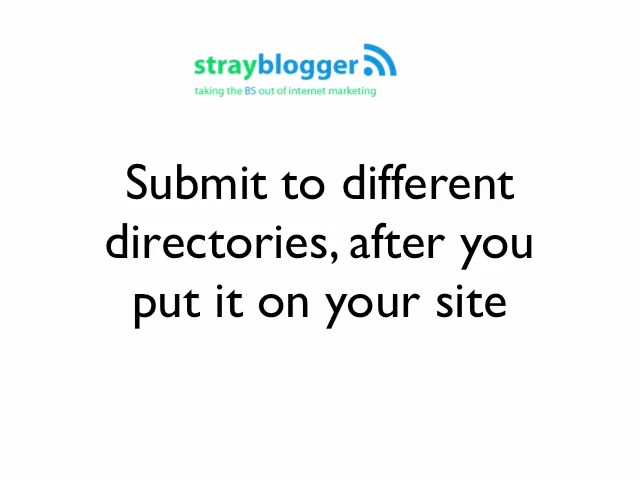 strayblogger
taking the BS out of internet marketing
Submit to different
directories, after you
put it on your site